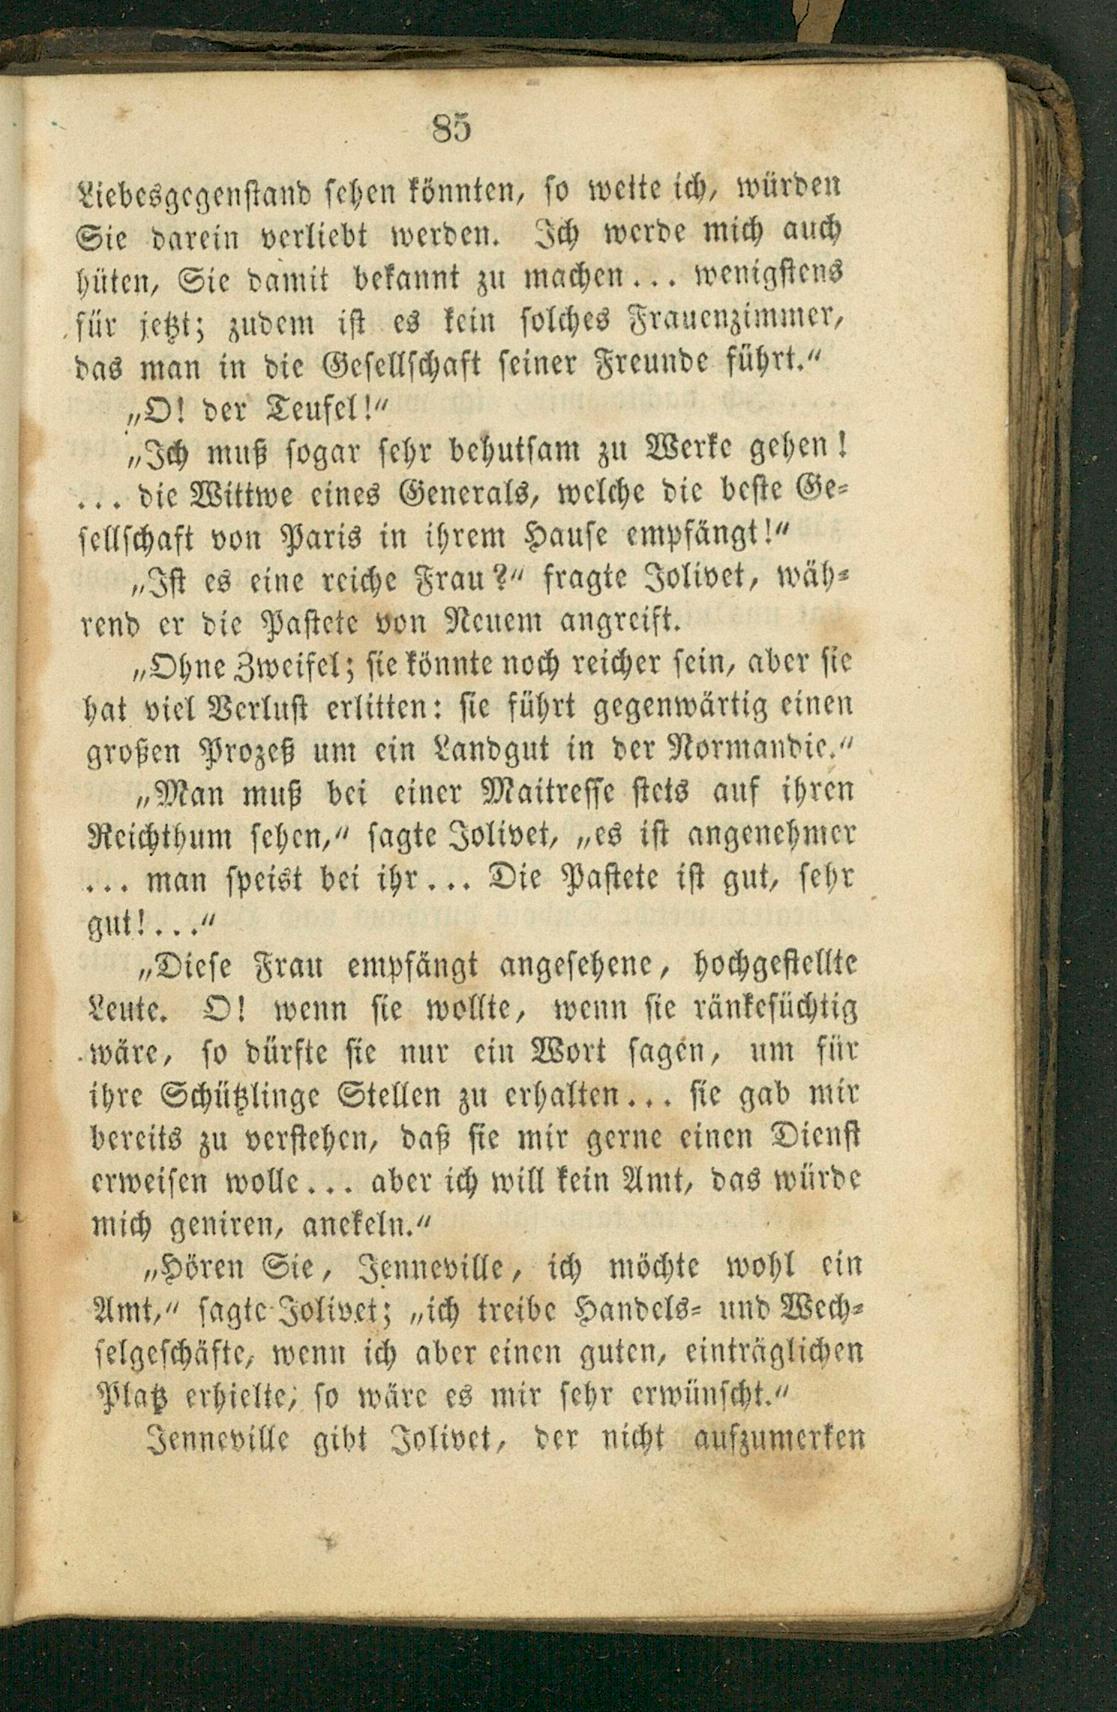 85
Liebesgegenstand sehen könnten, so wette ich, würden
Sie darein verliebt werden. Ich werde mich auch
hüten, Sie damit bekannt zu machen... wenigstens
für jetzt; zudem ist es kein solches Frauenzimmer,
das man in die Gesellschaft seiner Freunde führt.“
„O! der Teufel!“
„Ich muß sogar sehr behutsam zu Werke gehen!
... die Wittwe eines Generals, welche die beste Ge-
sellschaft von Paris in ihrem Hause empfängt!“
„Ist es eine reiche Frau?“ fragte Jolivet, wäh-
rend er die Pastete von Neuem angreift.
„Ohne Zweifel; sie könnte noch reicher sein, aber sie
hat viel Verlust erlitten: sie führt gegenwärtig einen
großen Prozeß um ein Landgut in der Normandie.“
„Man muß bei einer Maitresse stets auf ihren
Reichthum sehen,“ sagte Jolivet, „es ist angenehmer
... man speist bei ihr... Die Pastete ist gut, sehr
gut!...“
„Diese Frau empfängt angesehene, hochgestellte
Leute. O! wenn sie wollte, wenn sie ränkesüchtig
wäre, so dürfte sie nur ein Wort sagen, um für
ihre Schützlinge Stellen zu erhalten... sie gab mir
bereits zu verstehen, daß sie mir gerne einen Dienst
erweisen wolle... aber ich will kein Amt, das würde
mich geniren, anekeln.“
„Hören Sie, Jenneville, ich möchte wohl ein
Amt,“ sagte Jolivet; „ich treibe Handels- und Wech-
selgeschäfte, wenn ich aber einen guten, einträglichen
Platz erhielte, so wäre es mir sehr erwünscht.“
Jenneville gibt Jolivet, der nicht aufzumerken